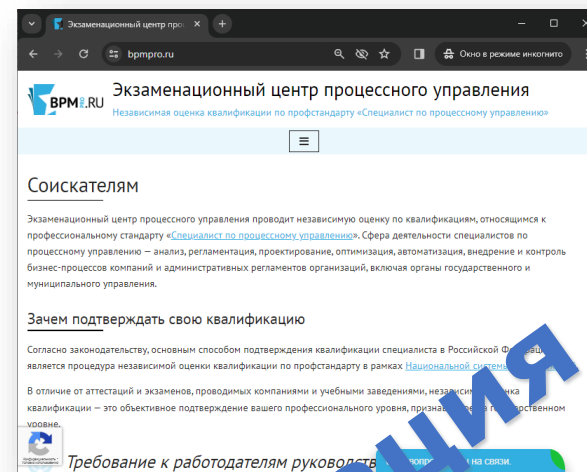 Экзаменационный центр про
bpmpro.ru
Окно в режиме инкогнито
BPM PRO.RU
Экзаменационный центр процессного управления
Независимая оценка квалификации по профстандарту «Специалист по процессному управлению»
Соискателям
Экзаменационный центр процессного управления проводит независимую оценку по квалификациям, относящимся к
профессиональному стандарту «Специалист по процессному управлению». Сфера деятельности специалистов по
процессному управлению — анализ, регламентация, проектирование, оптимизация, автоматизация, внедрение и контроль
бизнес-процессов компаний и административных регламентов организаций, включая органы государственного и
муниципального управления.
Зачем подтверждать свою квалификацию
Согласно законодательству, основным способом подтверждения квалификации специалиста в Российской
является процедура независимой оценки квалификации по профстандарту в рамках Национальной системы
В отличие от аттестаций и экзаменов, проводимых компаниями и учебными заведениями,
квалификации — это объективное подтверждение вашего профессионального уровня,
уровне.
Требование к работодателям
на связи.
ЦИЯ